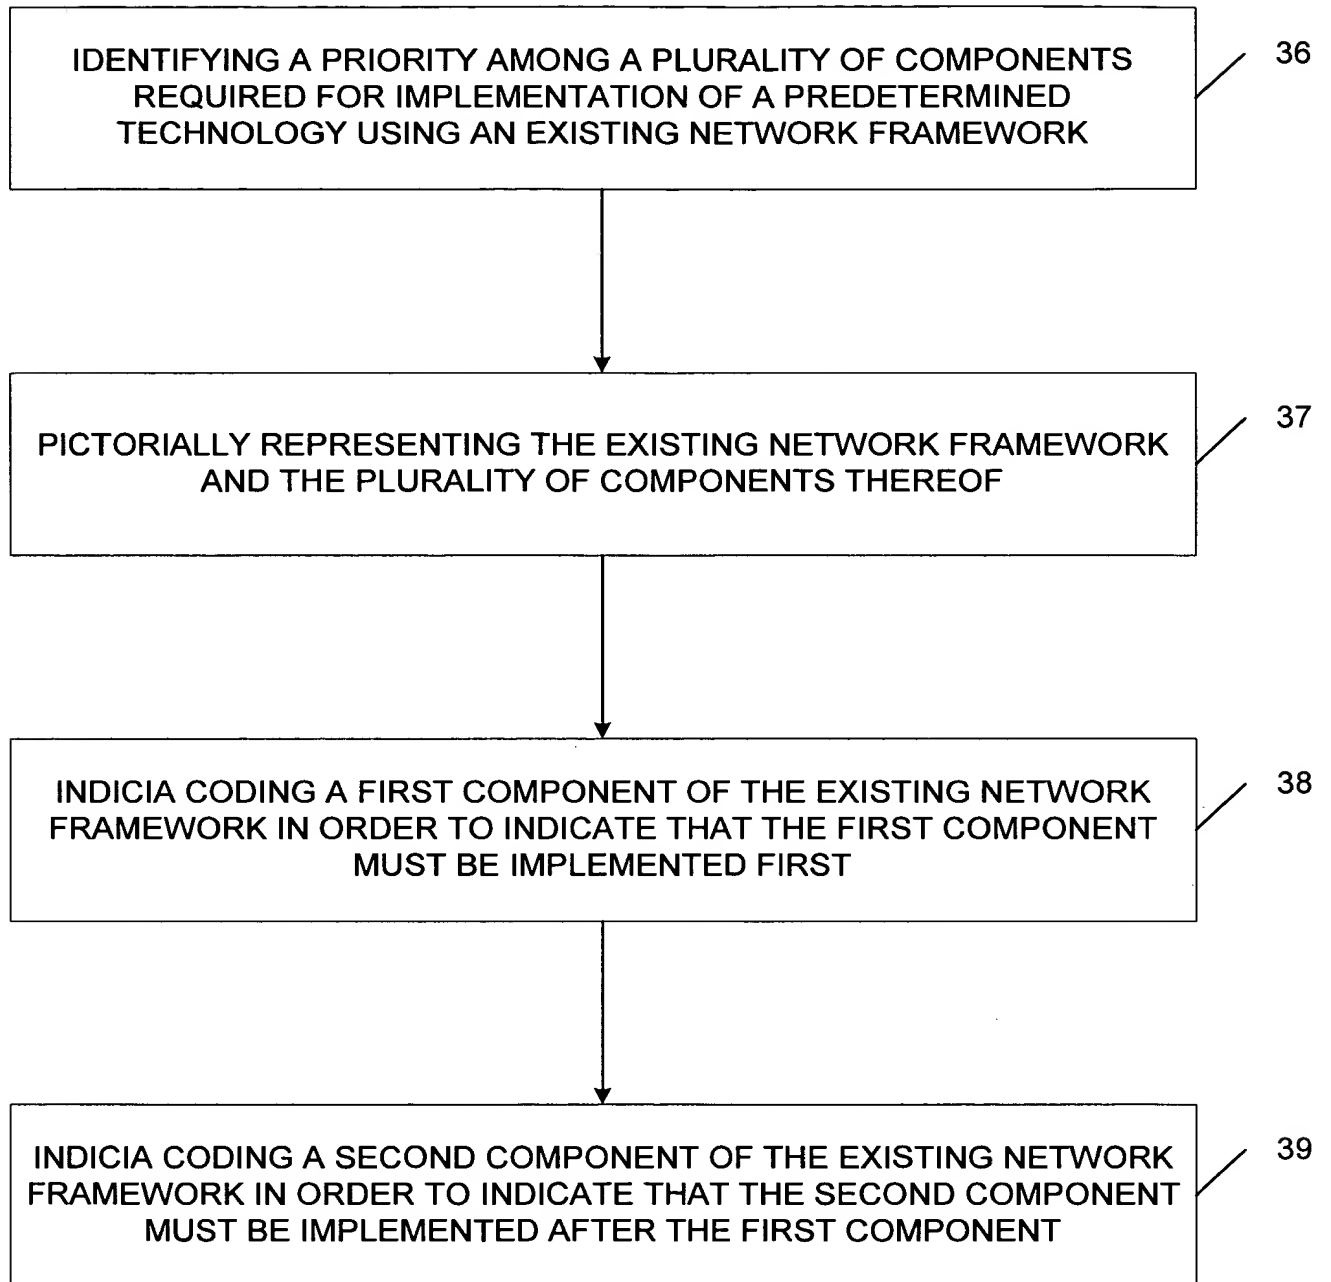 IDENTIFYING A PRIORITY AMONG A PLURALITY OF COMPONENTS
REQUIRED FOR IMPLEMENTATION OF A PREDETERMINED
TECHNOLOGY USING AN EXISTING NETWORK FRAMEWORK
36
PICTORIALLY REPRESENTING THE EXISTING NETWORK FRAMEWORK
AND THE PLURALITY OF COMPONENTS THEREOF
37
INDICIA CODING A FIRST COMPONENT OF THE EXISTING NETWORK
FRAMEWORK IN ORDER TO INDICATE THAT THE FIRST COMPONENT
MUST BE IMPLEMENTED FIRST
38
INDICIA CODING A SECOND COMPONENT OF THE EXISTING NETWORK
FRAMEWORK IN ORDER TO INDICATE THAT THE SECOND COMPONENT
MUST BE IMPLEMENTED AFTER THE FIRST COMPONENT
39